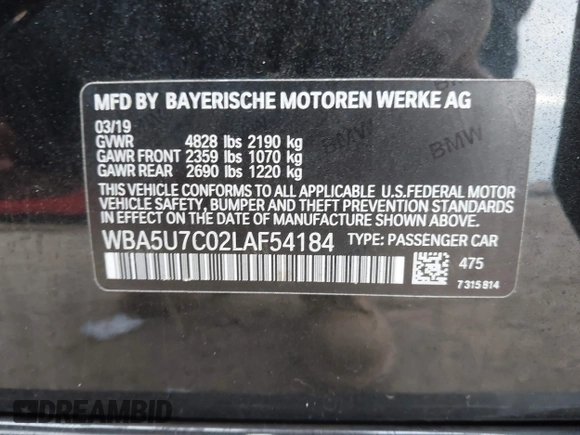 MFD BY BAYERISCHE MOTOREN WERKE AG
03/19
GVWR 4828 lbs 2190 kg
GAWR FRONT 2359 lbs 1070 kg
GAWR REAR 2690 lbs 1220 kg
BMW BMW
THIS VEHICLE CONFORMS TO ALL APPLICABLE U.S.FEDERAL MOTOR
VEHICLE SAFETY, BUMPER, AND THEFT PREVENTION STANDARDS
IN EFFECT ON THE DATE OF MANUFACTURE SHOWN ABOVE.
WBA5U7C02LAF54184 TYPE: PASSENGER CAR
475
7315814
DREAMBID